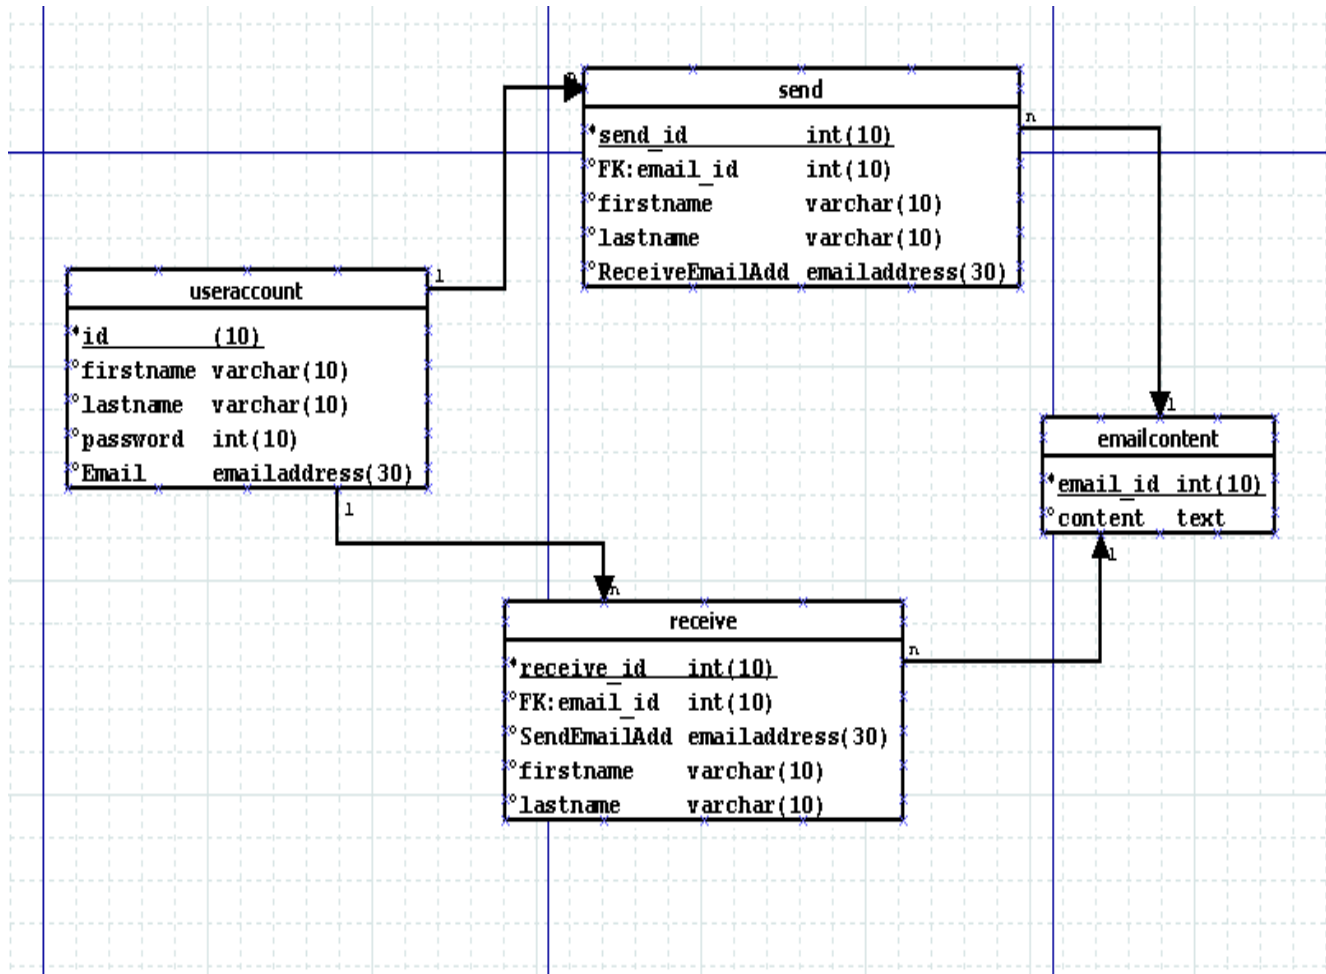 send
send_id int(10)
FK:email_id int(10)
firstname varchar(10)
lastname varchar(10)
ReceiveEmailAdd emailaddress(30)
n
n
1
useraccount
id (10)
firstname varchar(10)
lastname varchar(10)
password int(10)
Email emailaddress(30)
1
1
emailcontent
email_id int(10)
content text
1
n
receive
receive_id int(10)
FK:email_id int(10)
SendEmailAdd emailaddress(30)
firstname varchar(10)
lastname varchar(10)
n